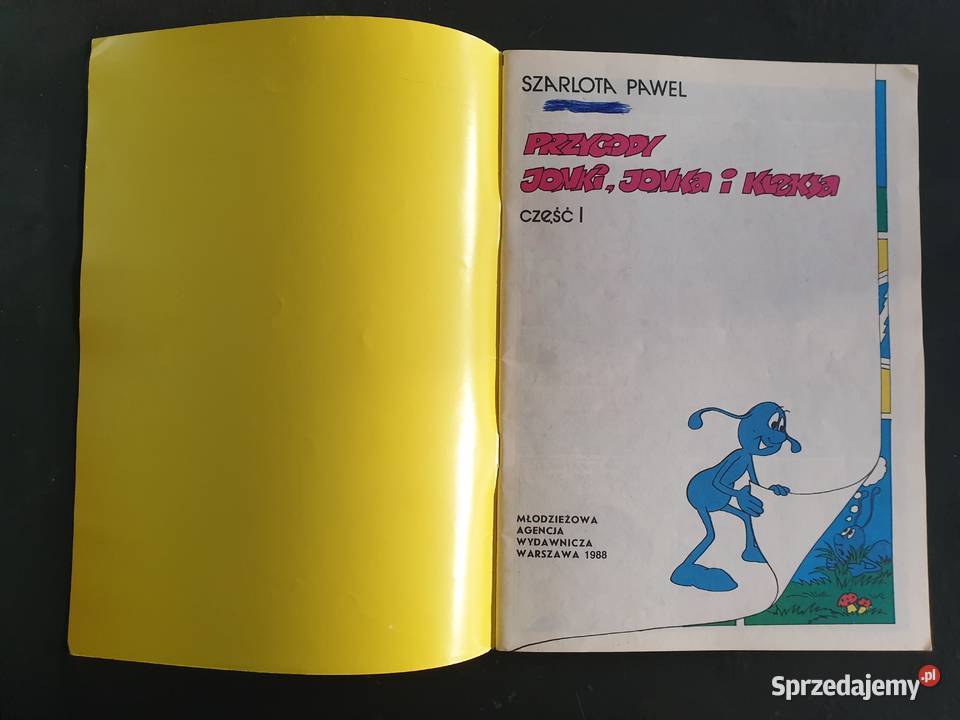 SZARLOTA PAWEL
PRZYGODY
JONKI, JONKA i KLEKSA
część I
MŁODZIEŻOWA
AGENCJA
WYDAWNICZA
WARSZAWA 1988
Sprzedajemy.pl